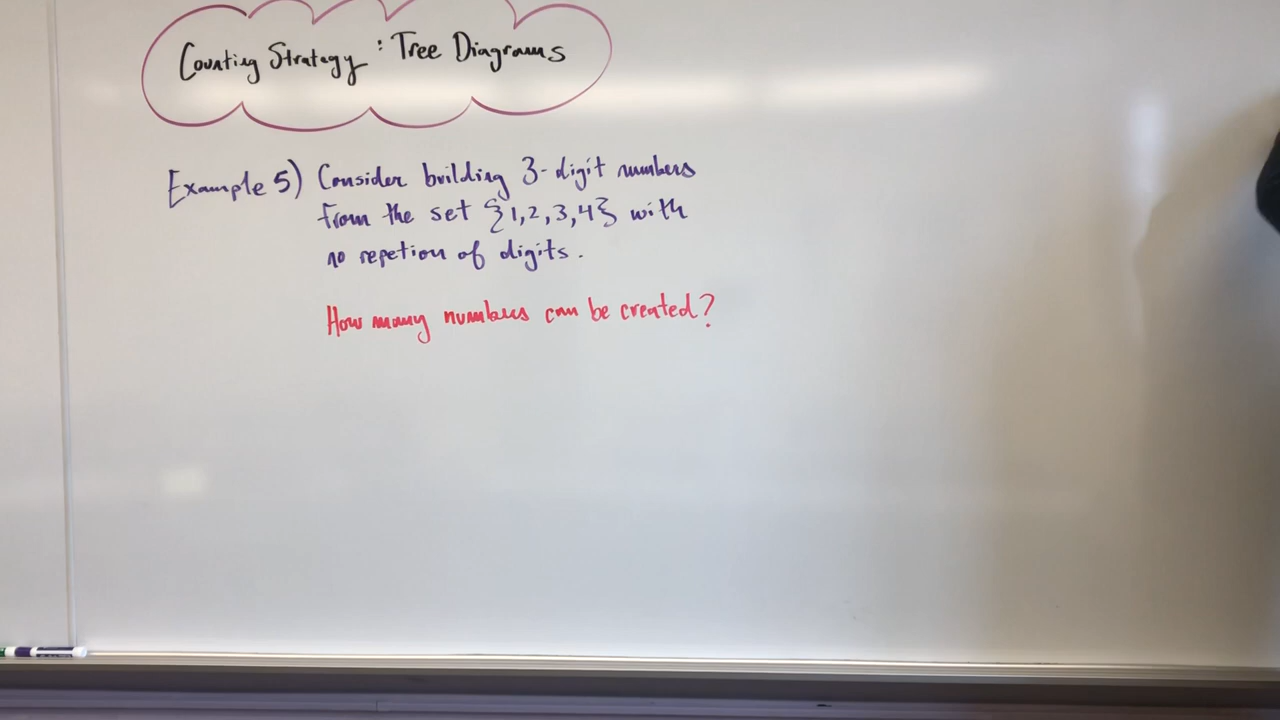 Counting Strategy : Tree Diagrams
Example 5) Consider building 3-digit numbers
from the set {1,2,3,4} with
no repetion of digits.
How many numbers can be created?